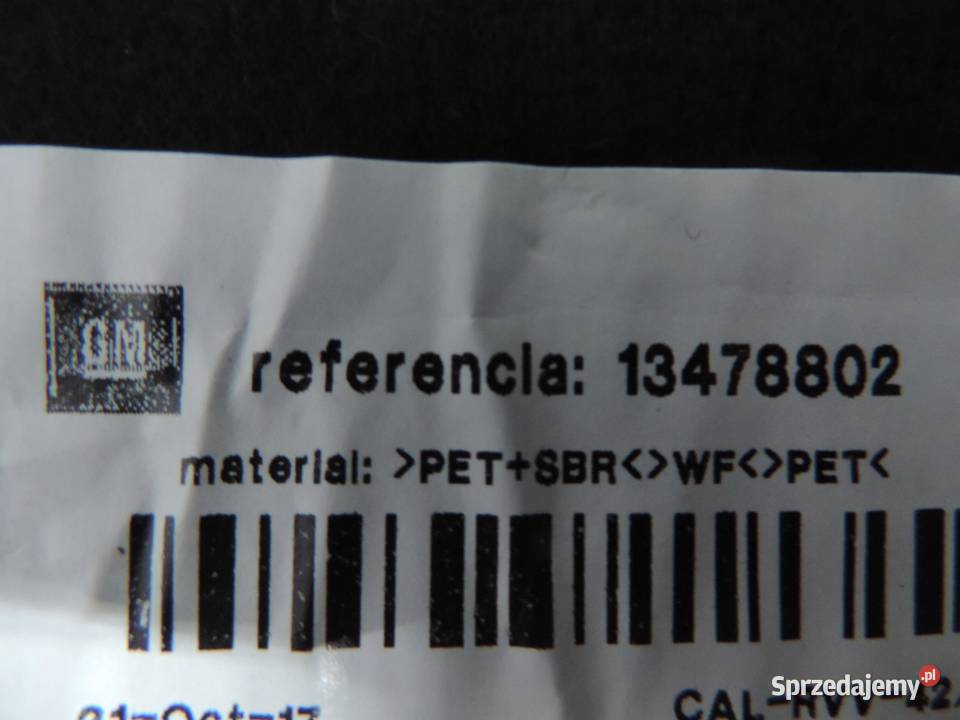 GM
referencia: 13478802
material: >PET+SBR<>WF<>PET<
Sprzedajemy.pl